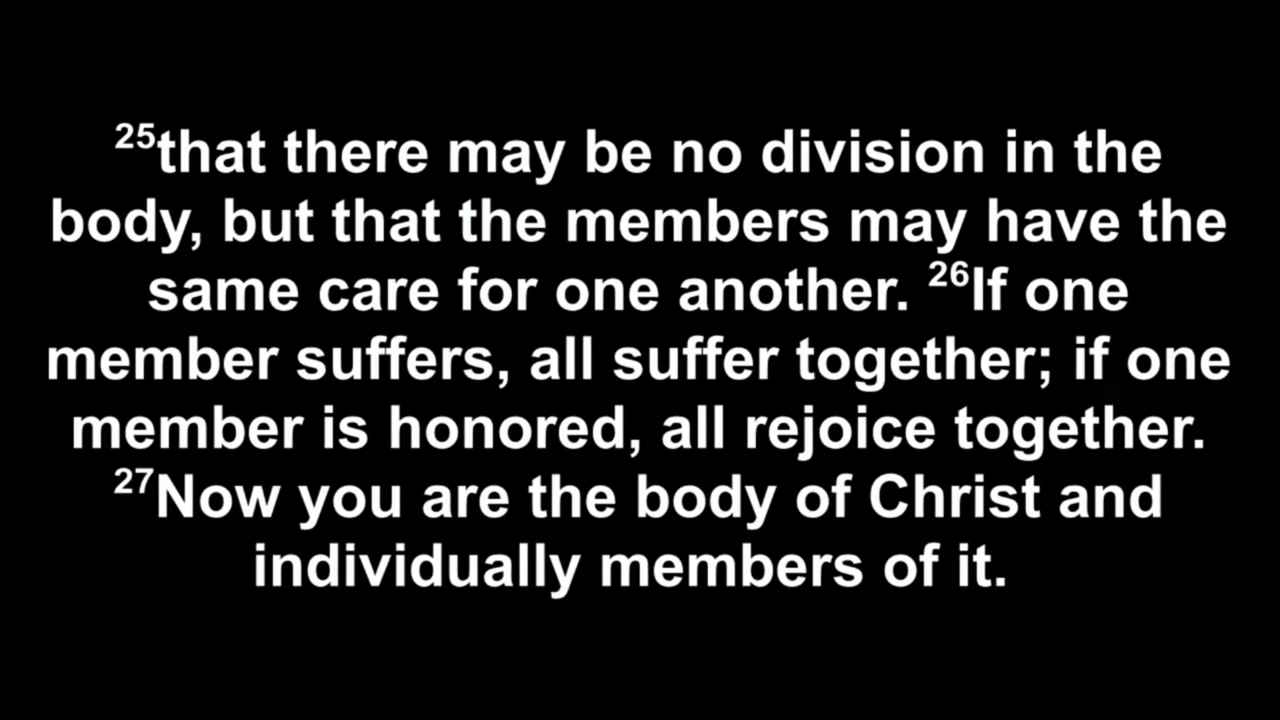 ²⁵that there may be no division in the
body, but that the members may have the
same care for one another. ²⁶If one
member suffers, all suffer together; if one
member is honored, all rejoice together.
²⁷Now you are the body of Christ and
individually members of it.